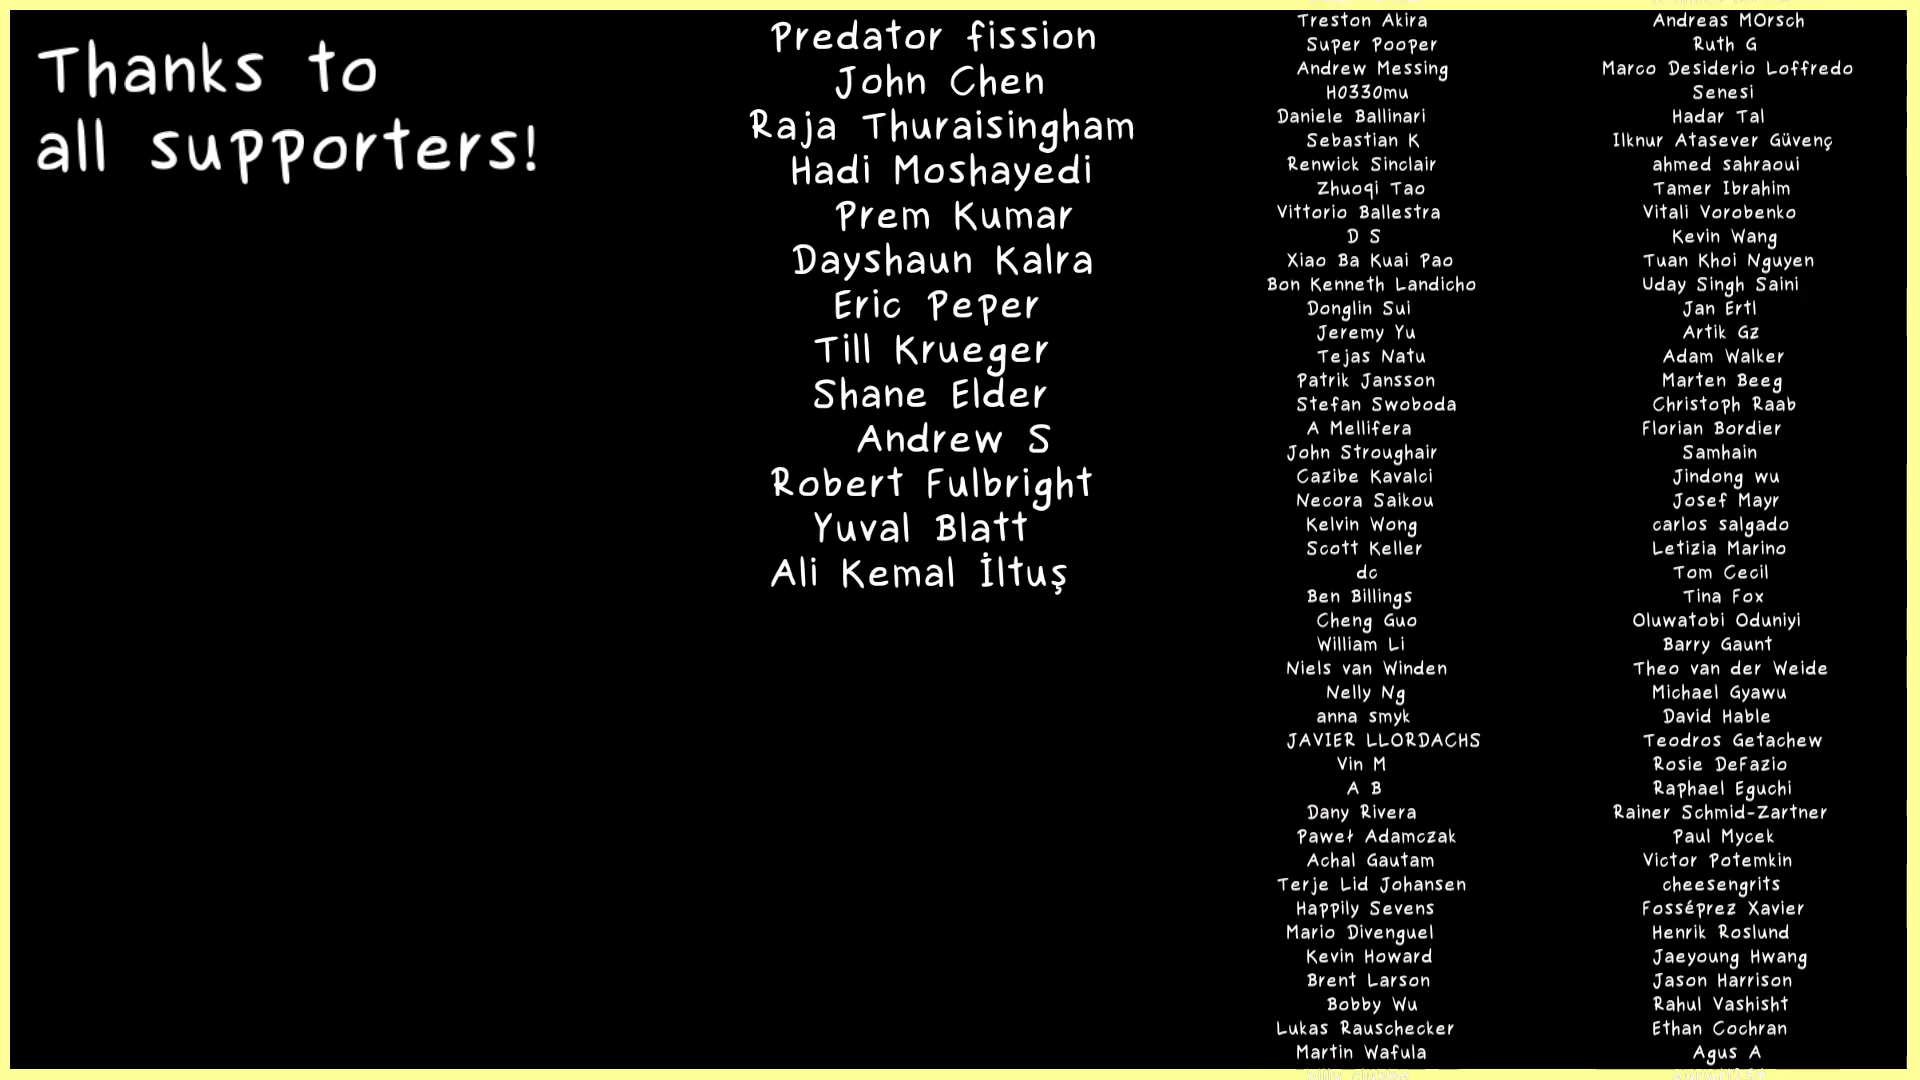 Thanks to
all supporters!
Predator fission
John Chen
Raja Thuraisingham
Hadi Moshayedi
Prem Kumar
Dayshaun Kalra
Eric Peper
Till Krueger
Shane Elder
Andrew S
Robert Fulbright
Yuval Blatt
Ali Kemal İltuş
Treston Akira
Super Pooper
Andrew Messing
H0330mu
Daniele Ballinari
Sebastian K
Renwick Sinclair
Zhuoqi Tao
Vittorio Ballestra
D S
Xiao Ba Kuai Pao
Bon Kenneth Landicho
Donglin Sui
Jeremy Yu
Tejas Natu
Patrik Jansson
Stefan Swoboda
A Mellifera
John Stroughair
Cazibe Kavalci
Necora Saikou
Kelvin Wong
Scott Keller
dc
Ben Billings
Cheng Guo
William Li
Niels van Winden
Nelly Ng
anna smyk
JAVIER LLORDACHS
Vin M
A B
Dany Rivera
Paweł Adamczak
Achal Gautam
Terje Lid Johansen
Happily Sevens
Mario Divenguel
Kevin Howard
Brent Larson
Bobby Wu
Lukas Rauschecker
Martin Wafula
Andreas MOrsch
Ruth G
Marco Desiderio Loffredo
Senesi
Hadar Tal
Ilknur Atasever Güvenç
ahmed sahraoui
Tamer Ibrahim
Vitali Vorobenko
Kevin Wang
Tuan Khoi Nguyen
Uday Singh Saini
Jan Ertl
Artik Gz
Adam Walker
Marten Beeg
Christoph Raab
Florian Bordier
Samhain
Jindong wu
Josef Mayr
carlos salgado
Letizia Marino
Tom Cecil
Tina Fox
Oluwatobi Oduniyi
Barry Gaunt
Theo van der Weide
Michael Gyawu
David Hable
Teodros Getachew
Rosie DeFazio
Raphael Eguchi
Rainer Schmid-Zartner
Paul Mycek
Victor Potemkin
cheesengrits
Fosséprez Xavier
Henrik Roslund
Jaeyoung Hwang
Jason Harrison
Rahul Vashisht
Ethan Cochran
Agus A